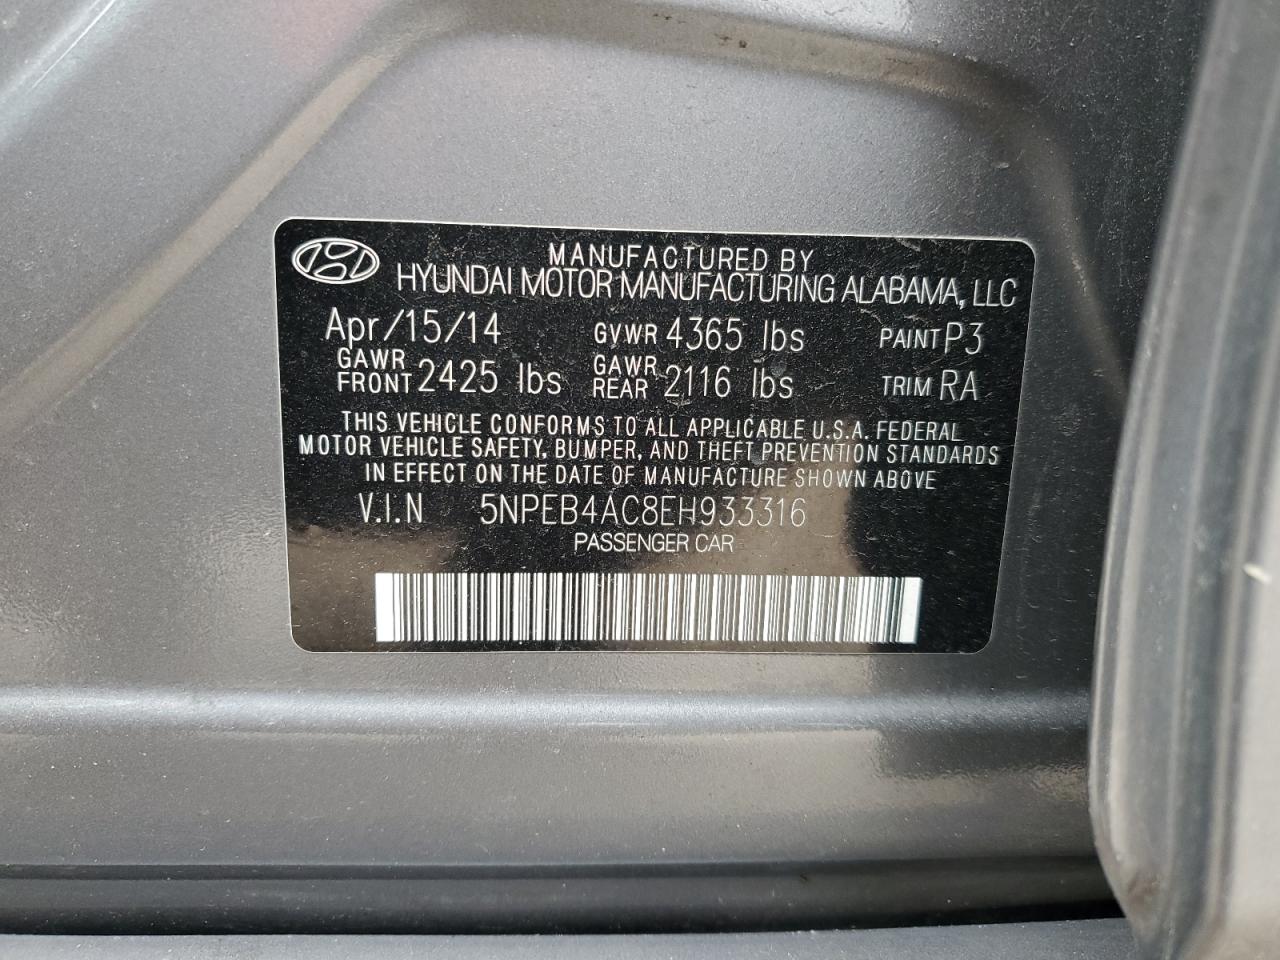 MANUFACTURED BY
HYUNDAI MOTOR MANUFACTURING ALABAMA, LLC
Apr/15/14 GVWR 4365 lbs PAINT P3
GAWR FRONT 2425 lbs GAWR REAR 2116 lbs TRIM RA
THIS VEHICLE CONFORMS TO ALL APPLICABLE U.S.A. FEDERAL
MOTOR VEHICLE SAFETY, BUMPER, AND THEFT PREVENTION STANDARDS
IN EFFECT ON THE DATE OF MANUFACTURE SHOWN ABOVE
V.I.N 5NPEB4AC8EH933316
PASSENGER CAR